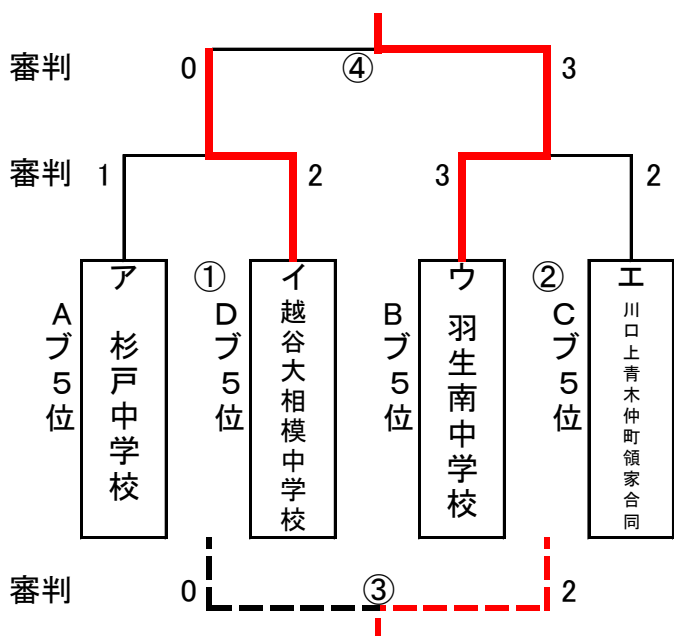 審判 0 ④ 3
審判 1 2 3 2
① ②
Aブ5位
ア 杉戸中学校
Dブ5位
イ 越谷大相模中学校
Bブ5位
ウ 羽生南中学校
Cブ5位
エ 川口上青木仲町領家合同
審判 0 ③ 2